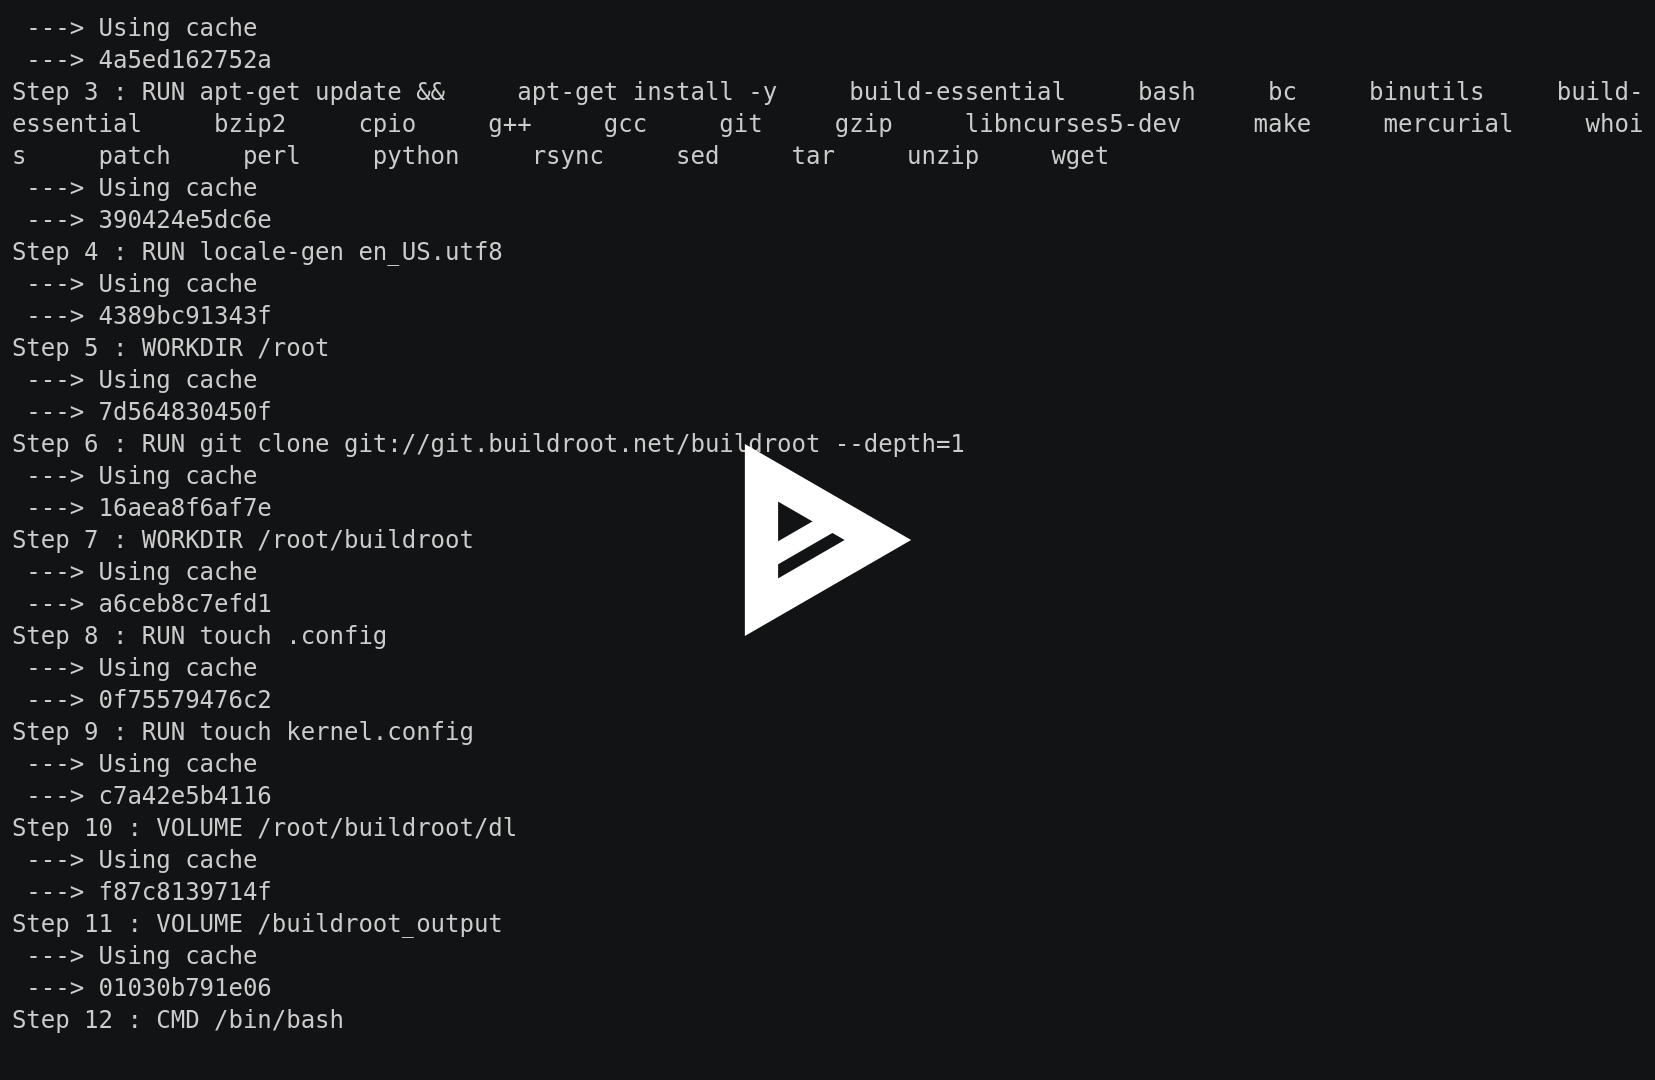 ---> Using cache
 ---> 4a5ed162752a
Step 3 : RUN apt-get update &&     apt-get install -y     build-essential     bash     bc     binutils     build-
essential     bzip2     cpio     g++     gcc     git     gzip     libncurses5-dev     make     mercurial     whoi
s     patch     perl     python     rsync     sed     tar     unzip     wget
 ---> Using cache
 ---> 390424e5dc6e
Step 4 : RUN locale-gen en_US.utf8
 ---> Using cache
 ---> 4389bc91343f
Step 5 : WORKDIR /root
 ---> Using cache
 ---> 7d564830450f
Step 6 : RUN git clone git://git.buildroot.net/buildroot --depth=1
 ---> Using cache
 ---> 16aea8f6af7e
Step 7 : WORKDIR /root/buildroot
 ---> Using cache
 ---> a6ceb8c7efd1
Step 8 : RUN touch .config
 ---> Using cache
 ---> 0f75579476c2
Step 9 : RUN touch kernel.config
 ---> Using cache
 ---> c7a42e5b4116
Step 10 : VOLUME /root/buildroot/dl
 ---> Using cache
 ---> f87c8139714f
Step 11 : VOLUME /buildroot_output
 ---> Using cache
 ---> 01030b791e06
Step 12 : CMD /bin/bash